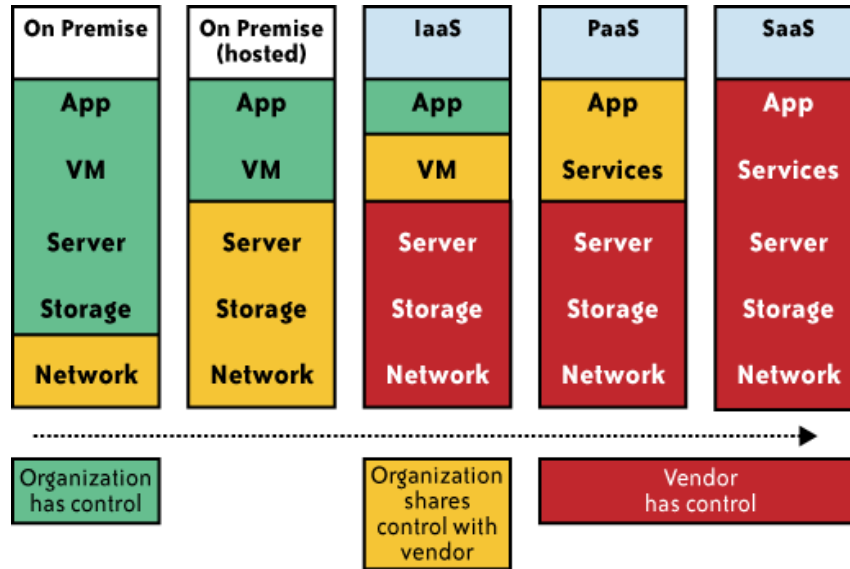 On Premise
App
VM
Server
Storage
Network
On Premise
(hosted)
App
VM
Server
Storage
Network
IaaS
App
VM
Server
Storage
Network
PaaS
App
Services
Server
Storage
Network
SaaS
App
Services
Server
Storage
Network
Organization
has control
Organization
shares
control with
vendor
Vendor
has control